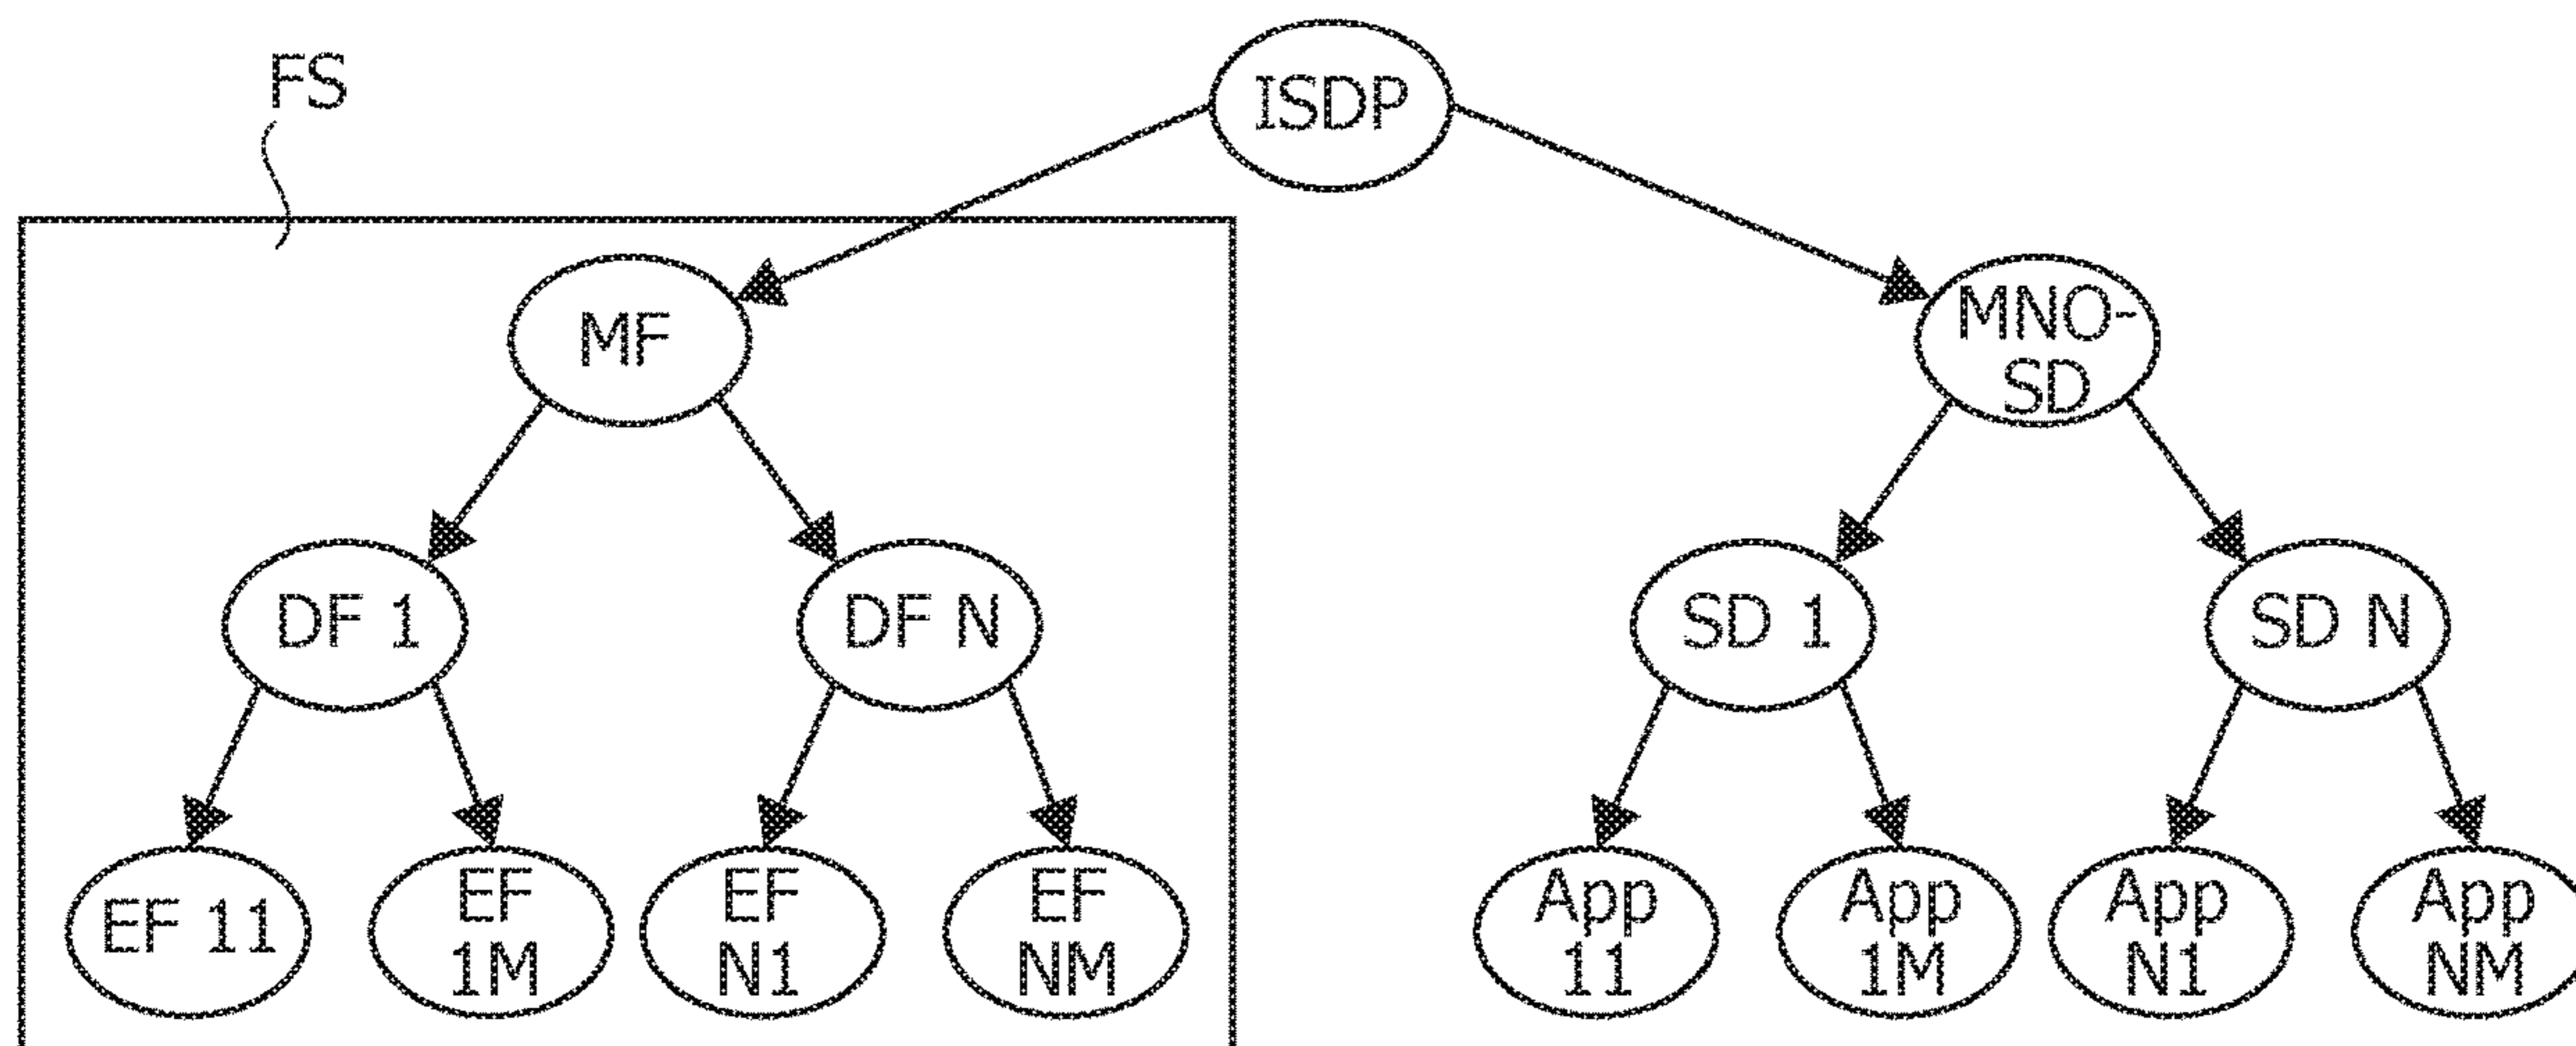 FS
ISDP
MF
MNO-
SD
DF 1
DF N
SD 1
SD N
EF 11
EF
1M
EF
N1
EF
NM
App
11
App
1M
App
N1
App
NM